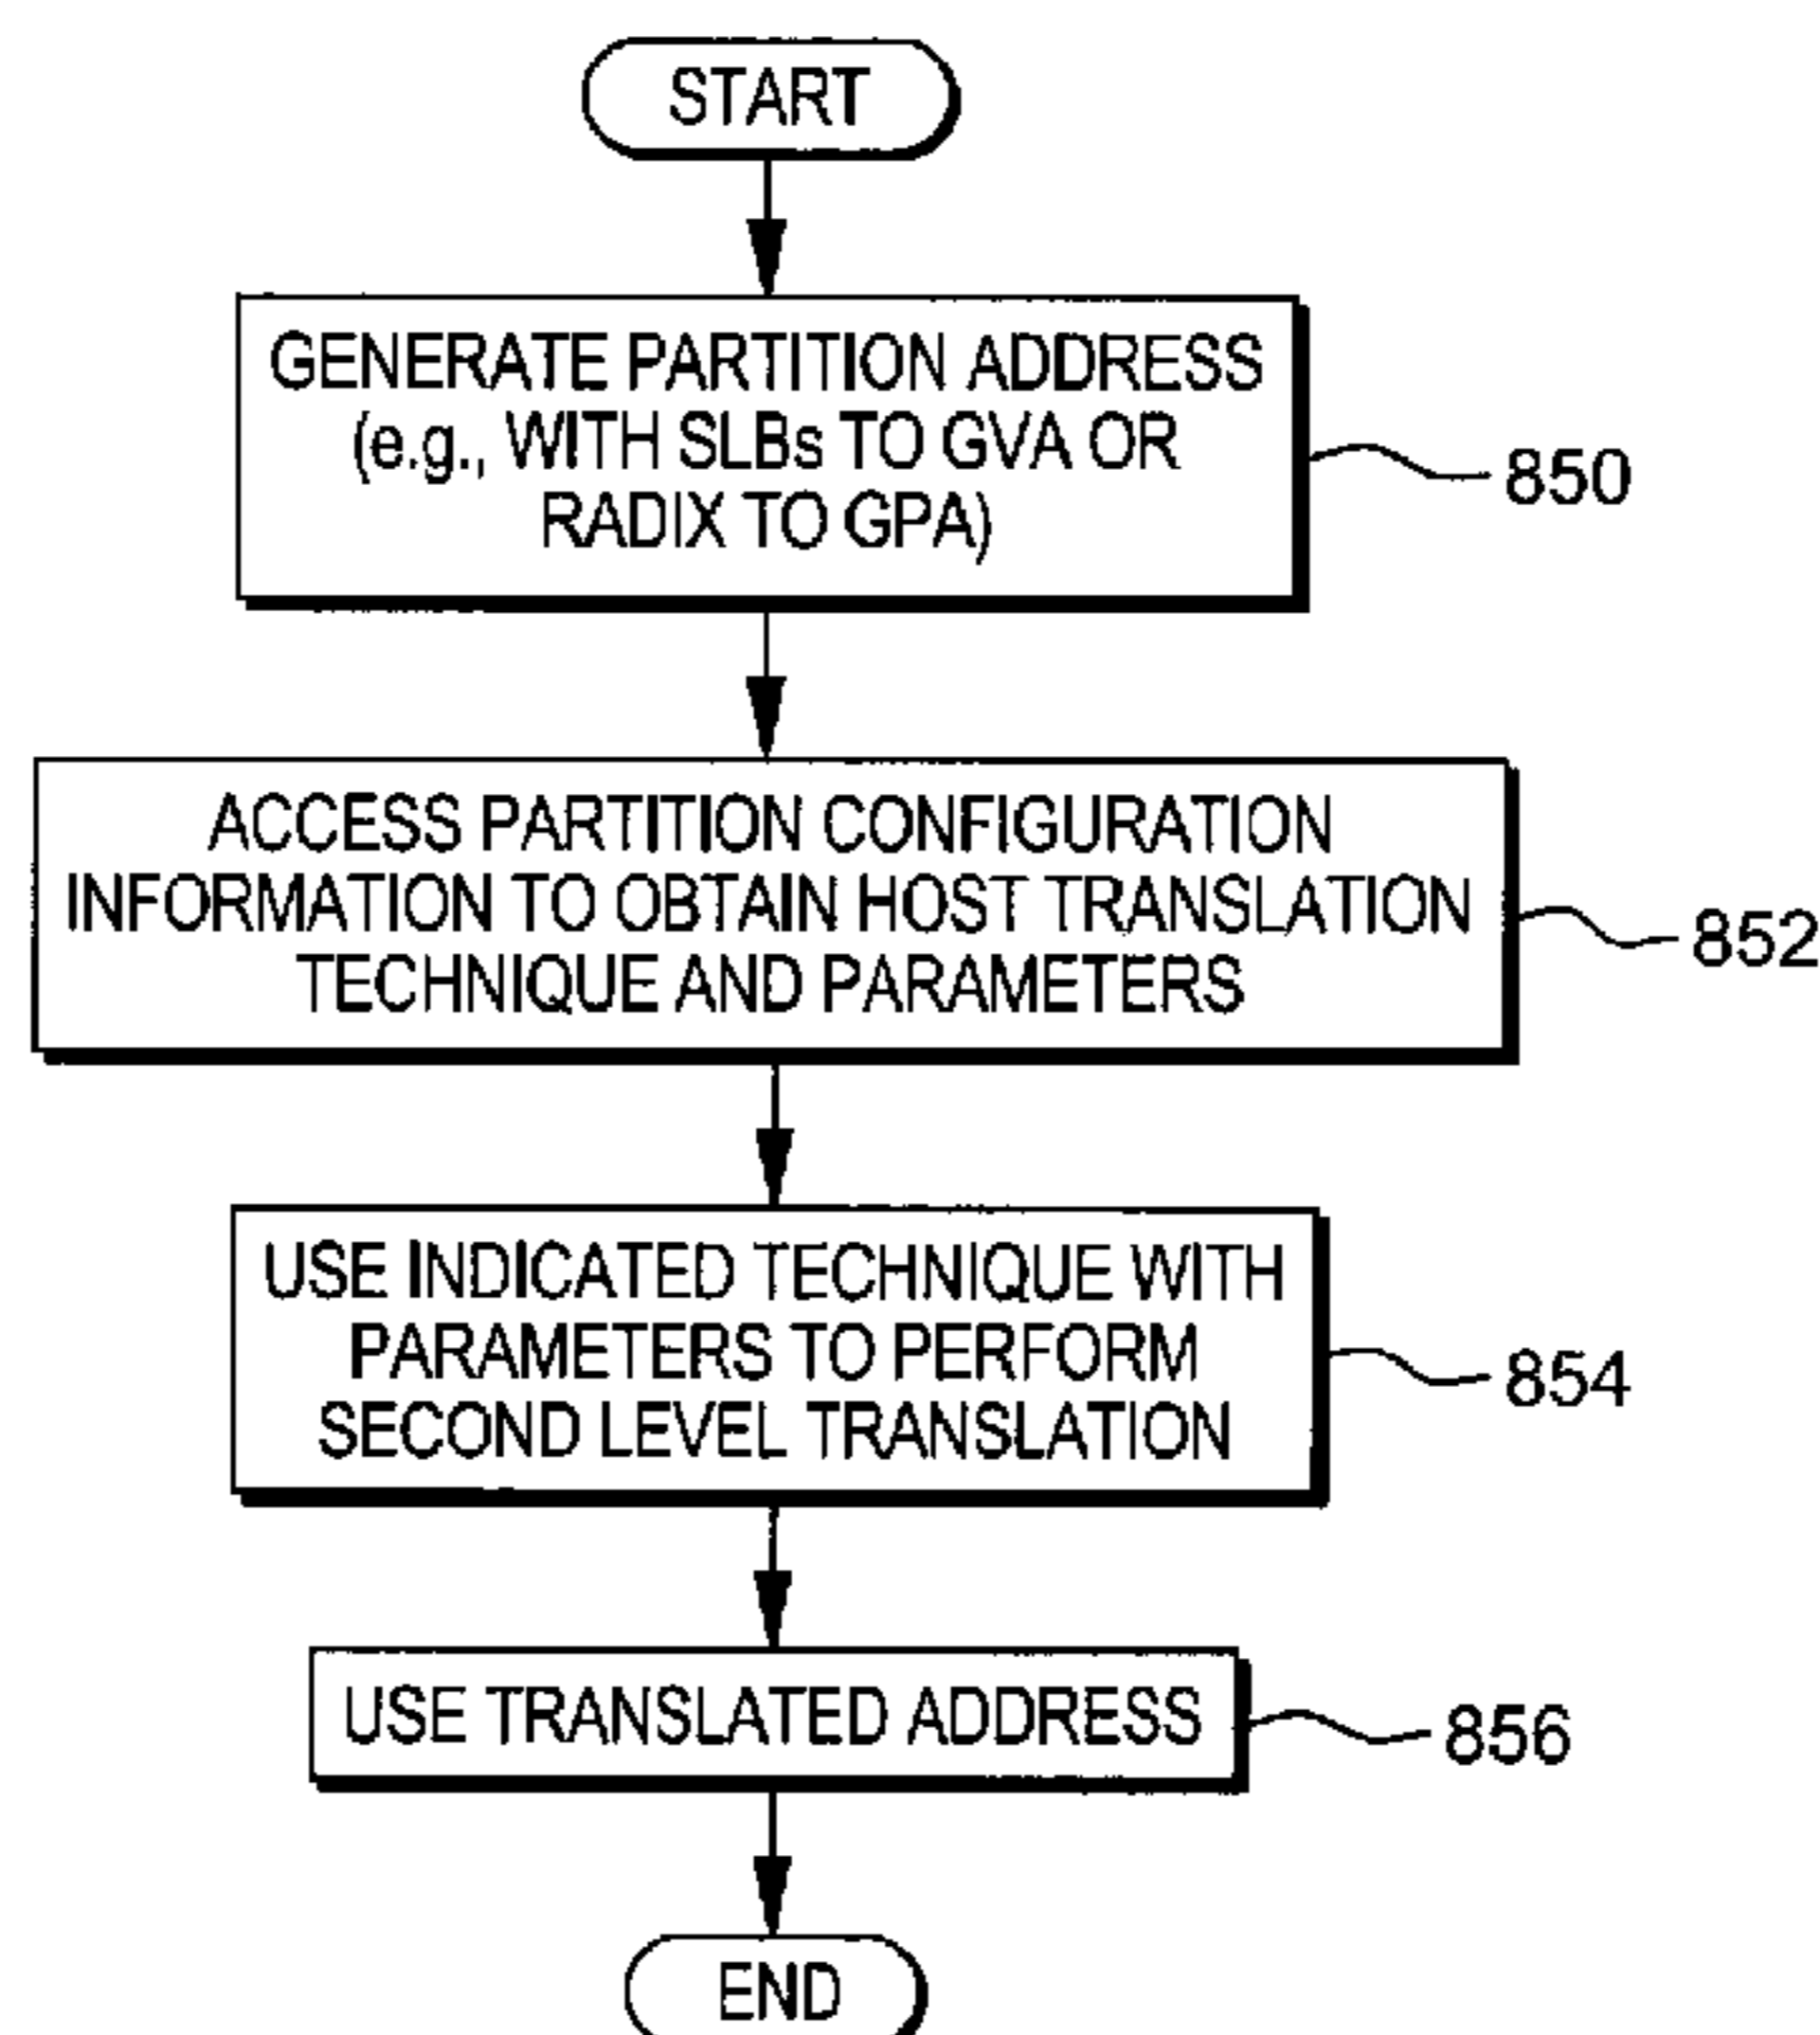 START
GENERATE PARTITION ADDRESS
(e.g., WITH SLBs TO GVA OR
RADIX TO GPA)
850
ACCESS PARTITION CONFIGURATION
INFORMATION TO OBTAIN HOST TRANSLATION
TECHNIQUE AND PARAMETERS
852
USE INDICATED TECHNIQUE WITH
PARAMETERS TO PERFORM
SECOND LEVEL TRANSLATION
854
USE TRANSLATED ADDRESS
856
END